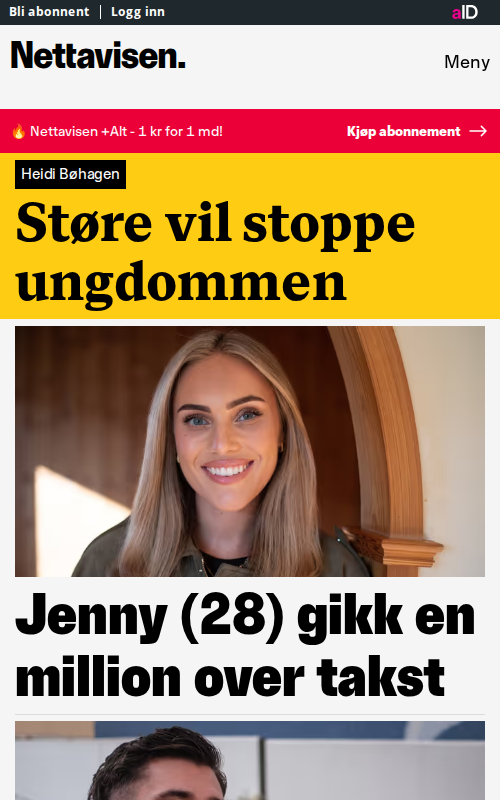 Bli abonnent | Logg inn
aID
Nettavisen.
Meny
🔥 Nettavisen +Alt - 1 kr for 1 md!
Kjøp abonnement →
Heidi Bøhagen
Støre vil stoppe
ungdommen
Jenny (28) gikk en
million over takst